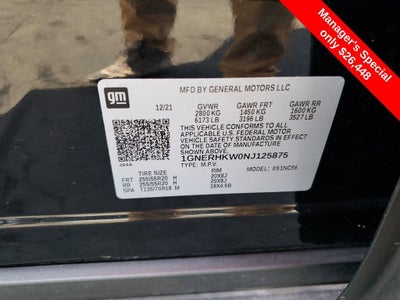 Manager's Special
only $26,448
gm
MFD BY GENERAL MOTORS LLC
12/21
GVWR GAWR FRT GAWR RR
2800 KG 1450 KG 1600 KG
6173 LB 3196 LB 3527 LB
THIS VEHICLE CONFORMS TO ALL
APPLICABLE U.S. FEDERAL MOTOR
VEHICLE SAFETY STANDARDS IN
EFFECT ON THE DATE OF MANUFACTURE
SHOWN ABOVE.
1GNERHKW0NJ125875
TYPE: M.P.V. MODEL:
TIRE SIZE RIM
FRT 255/55R20 H 20X8J
RR 255/55R20 H 20X8J
SPA T135/70R18 M 18X4.5B